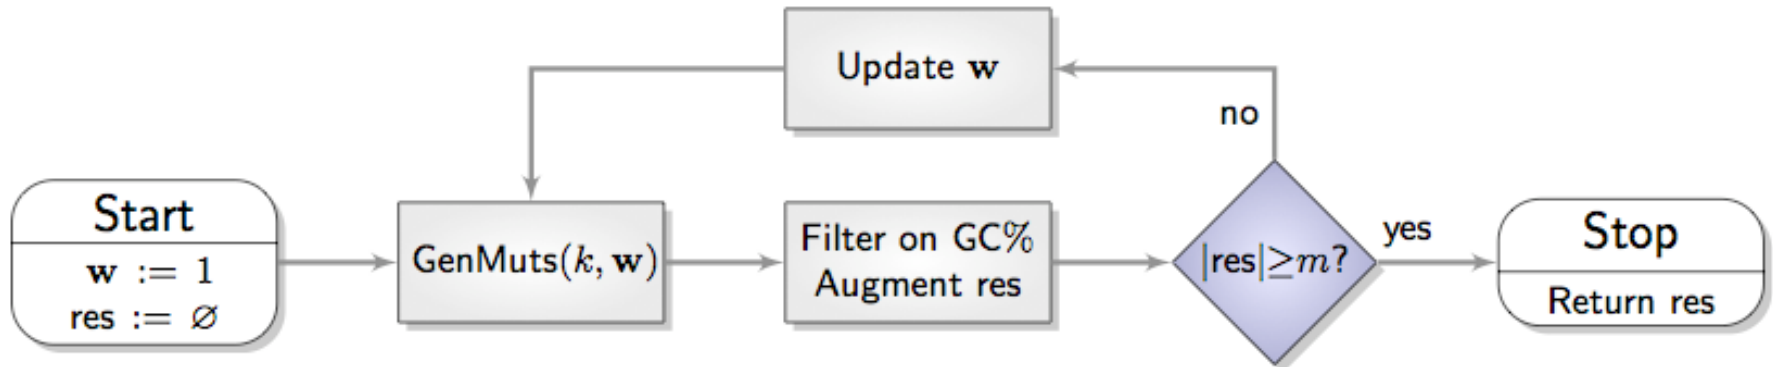 Update w
no
Start
w := 1
res := ∅
GenMuts(k, w)
Filter on GC%
Augment res
|res|≥m?
yes
Stop
Return res